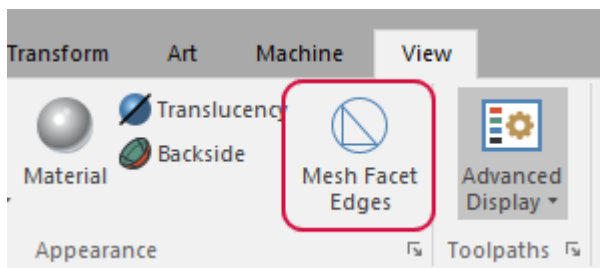 Transform Art Machine View
Translucency
Backside
Material
Mesh Facet
Edges
Advanced
Display
Appearance
Toolpaths